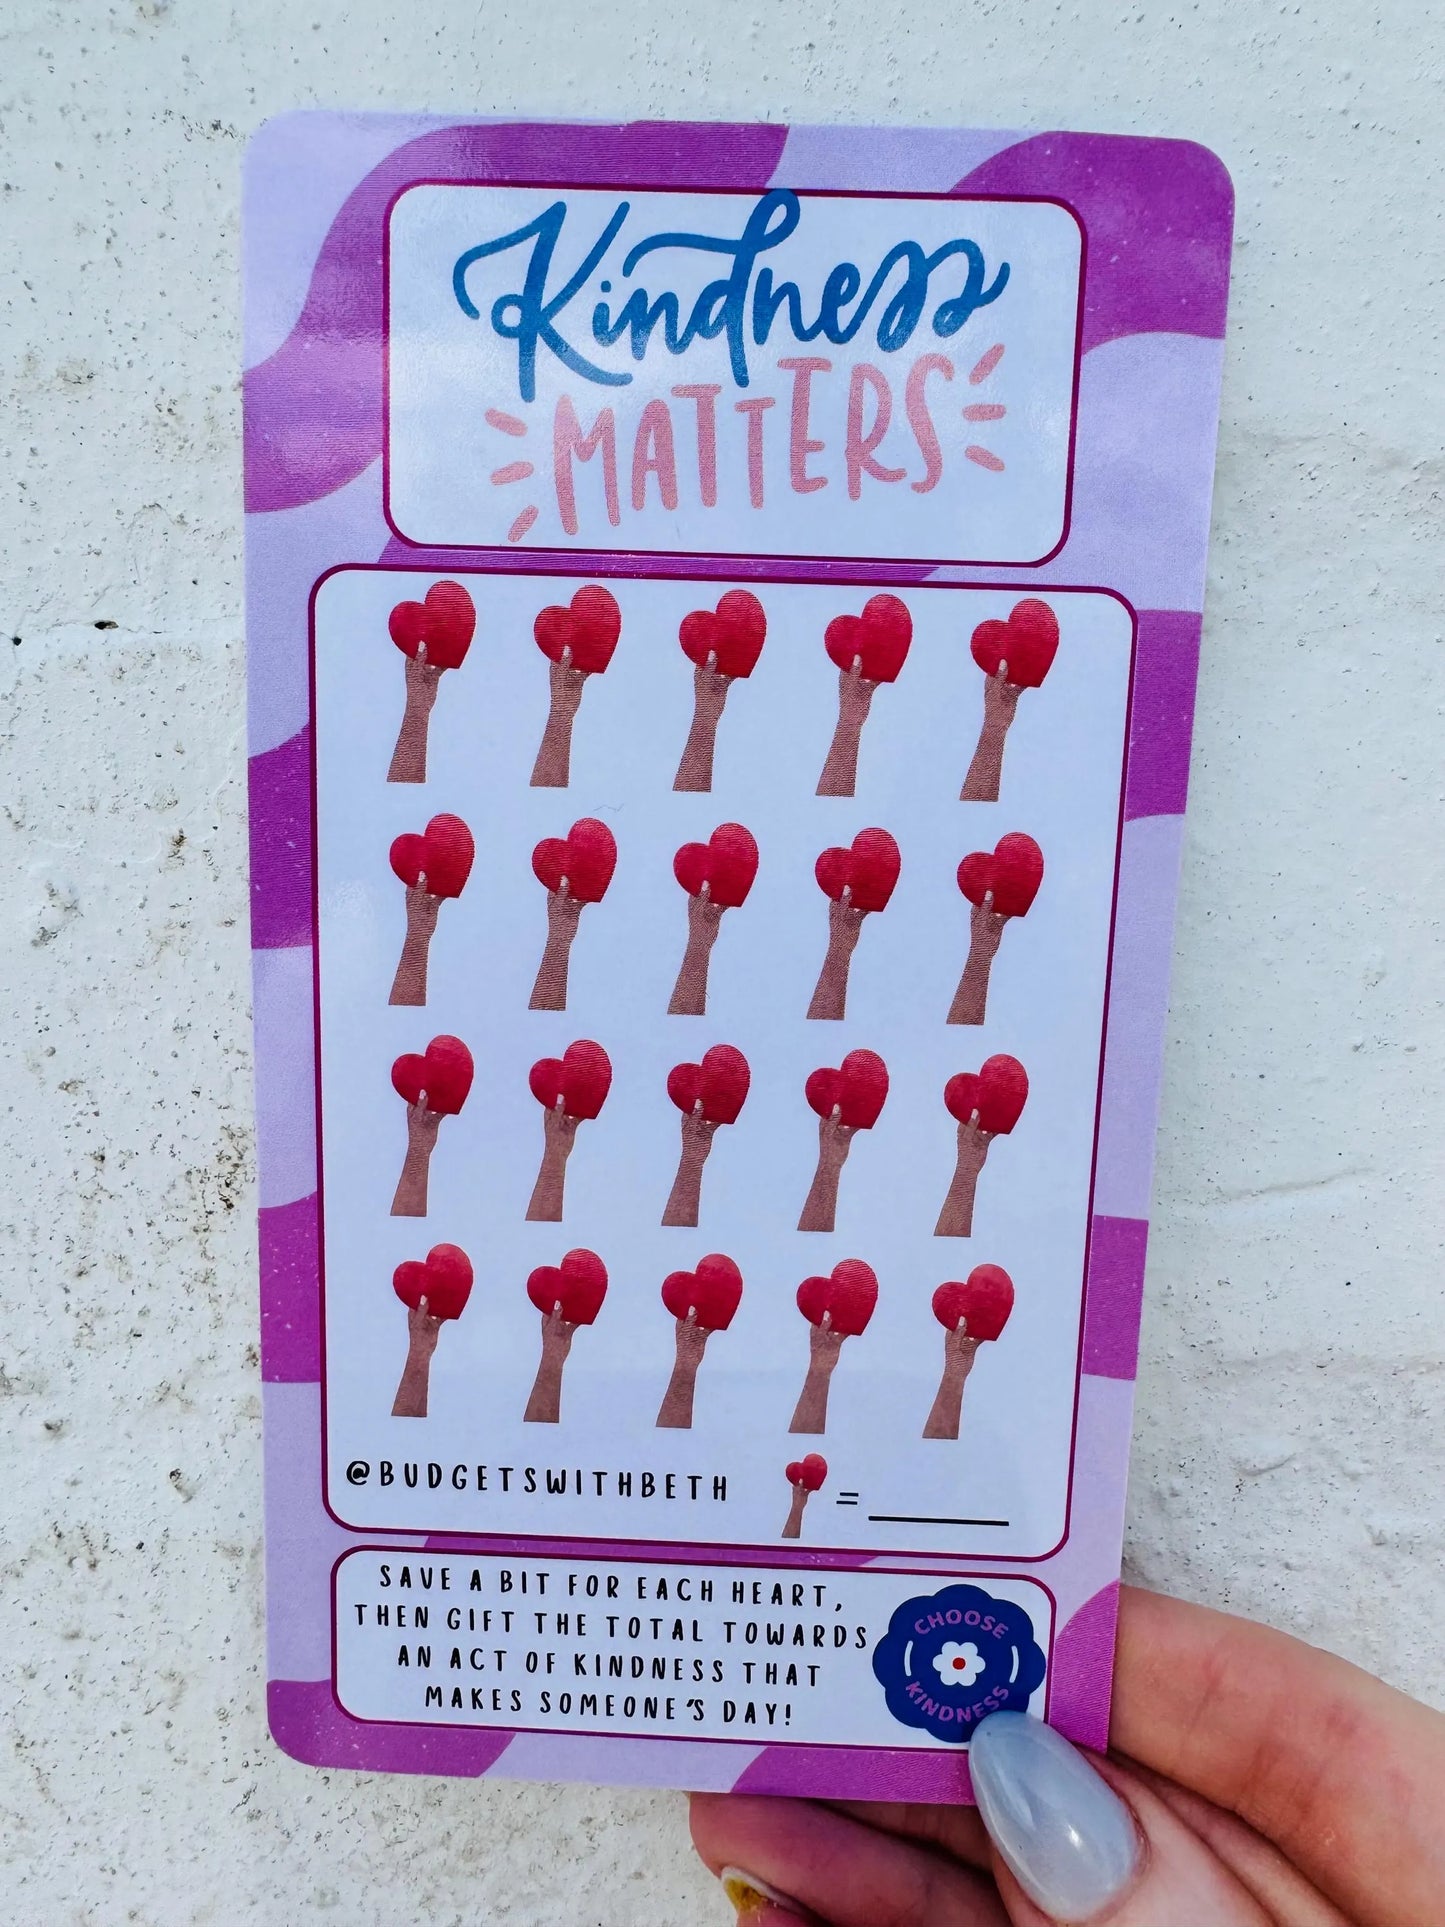 Kindness
MATTERS
@BUDGETSWITHBETH
= ________
SAVE A BIT FOR EACH HEART,
THEN GIFT THE TOTAL TOWARDS
AN ACT OF KINDNESS THAT
MAKES SOMEONE'S DAY!
CHOOSE
KINDNESS